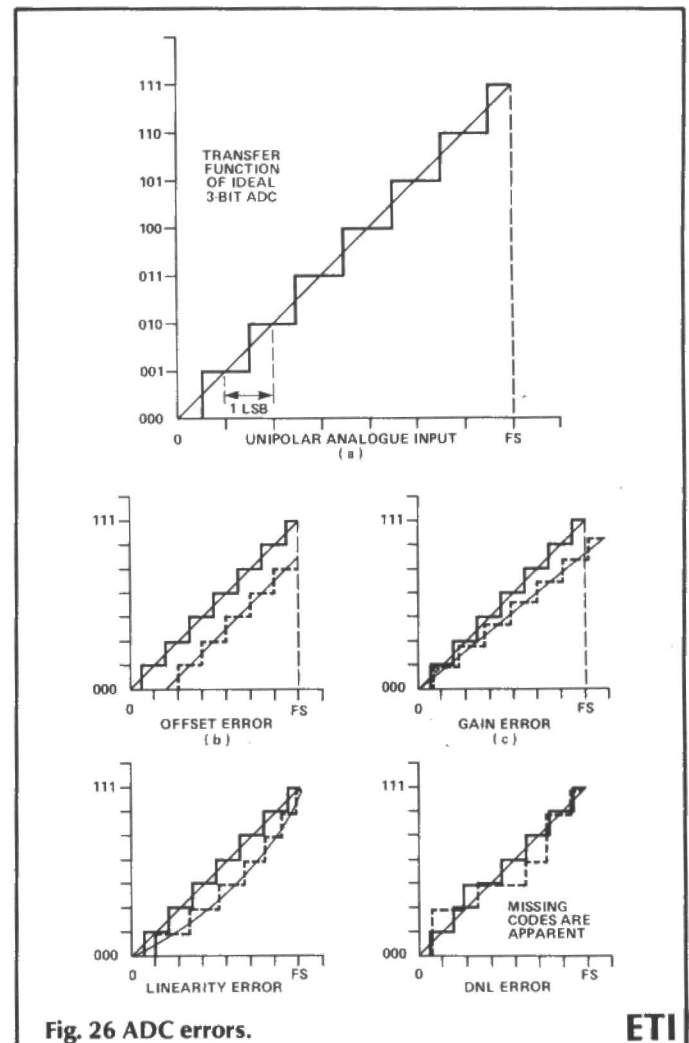 111
110
TRANSFER
FUNCTION
OF IDEAL
3-BIT ADC
101
100
011
010
001
1 LSB
000
0
FS
UNIPOLAR ANALOGUE INPUT
(a)
111
000
0
FS
OFFSET ERROR
(b)
111
000
0
FS
GAIN ERROR
(c)
111
000
0
FS
LINEARITY ERROR
111
MISSING
CODES ARE
APPARENT
000
0
FS
DNL ERROR
Fig. 26 ADC errors.
ETI